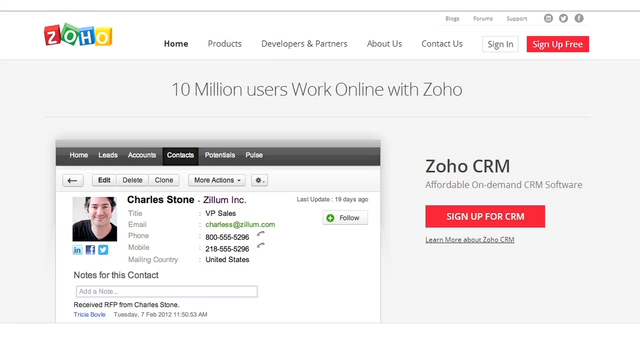 Blogs Forums Support
ZOHO
Home Products Developers & Partners About Us Contact Us Sign In Sign Up Free
10 Million users Work Online with Zoho
Home Leads Accounts Contacts Potentials Pulse
Edit Delete Clone More Actions
Charles Stone - Zillum Inc. Last Update : 19 days ago
Title : VP Sales
Follow
Email : charless@zillum.com
Phone : 800-555-5296
Mobile : 218-555-5296
Mailing Country : United States
Notes for this Contact
Add a Note...
Received RFP from Charles Stone.
Tricia Boyle Tuesday, 7 Feb 2012 11:50:53 AM
Zoho CRM
Affordable On-demand CRM Software
SIGN UP FOR CRM
Learn More about Zoho CRM